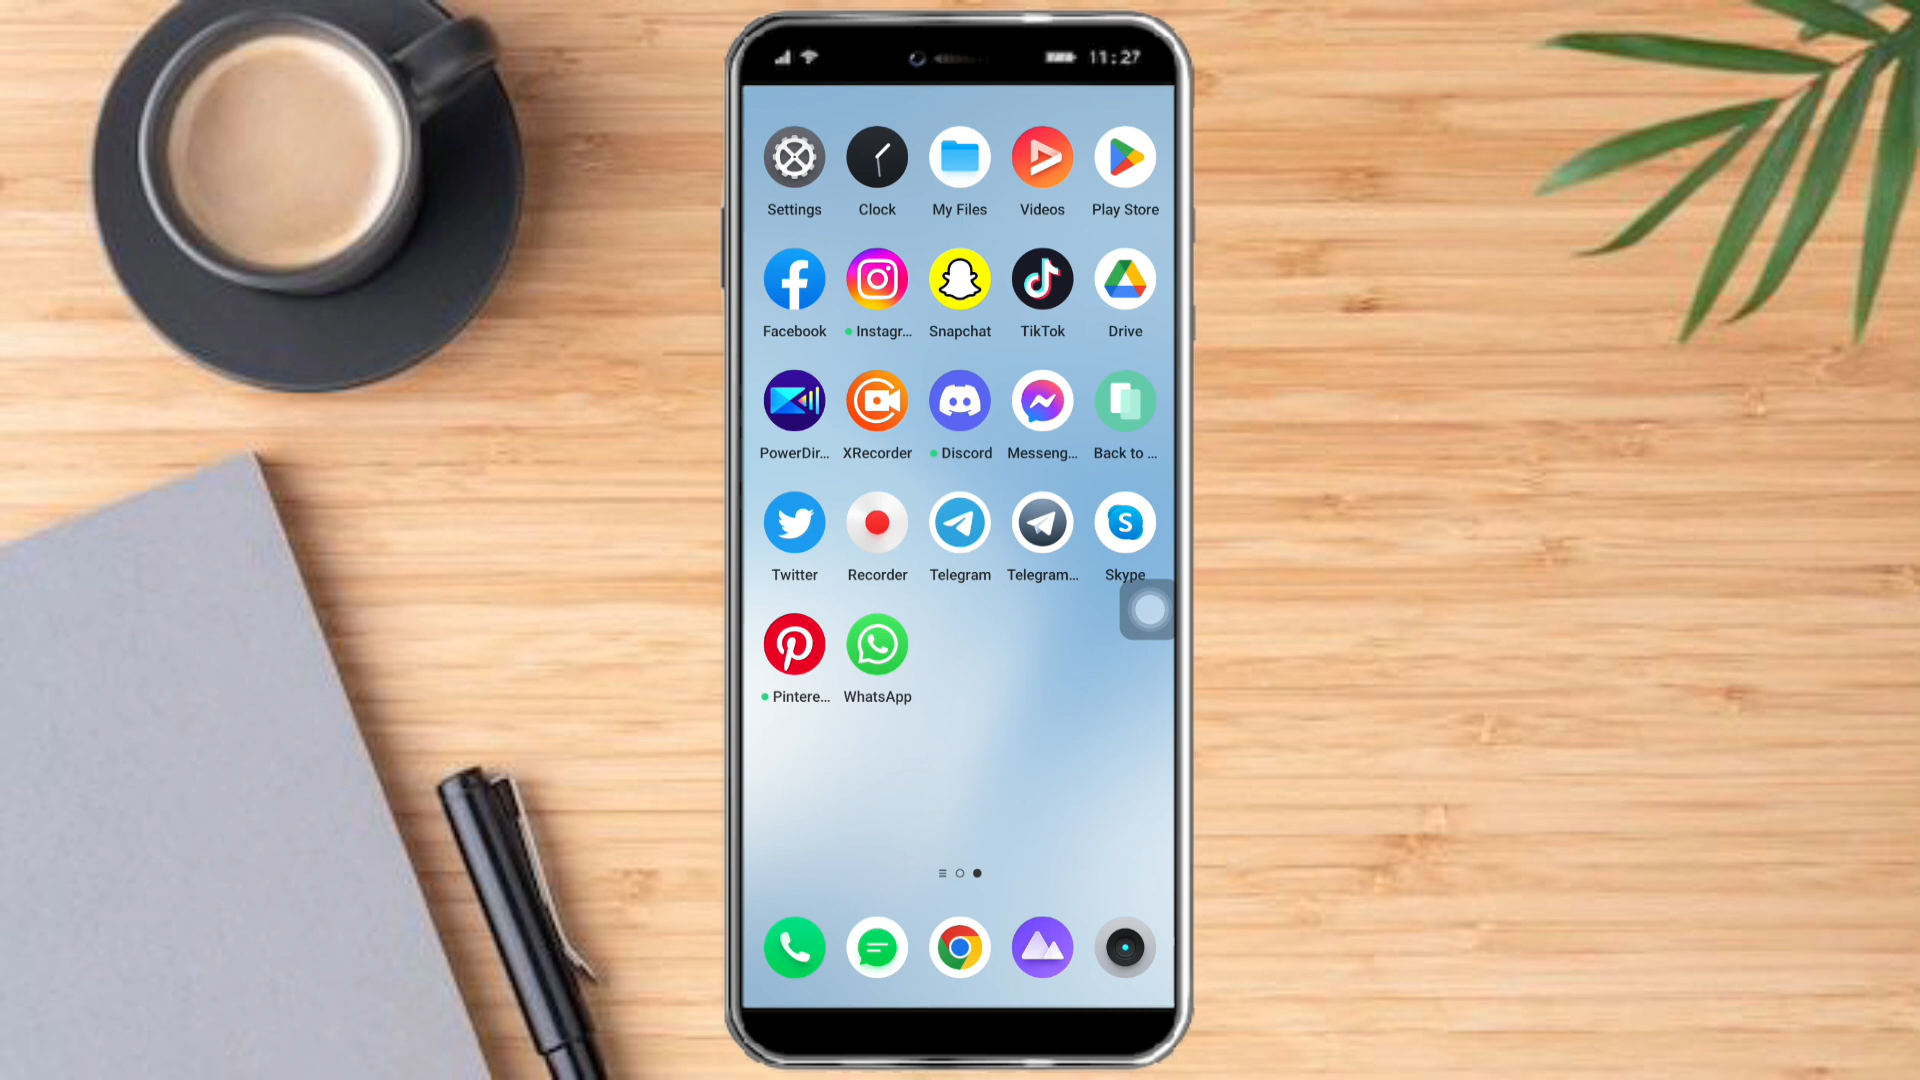 11:27
Settings Clock My Files Videos Play Store
Facebook Instagr... Snapchat TikTok Drive
PowerDir... XRecorder Discord Messeng... Back to ...
Twitter Recorder Telegram Telegram... Skype
Pintere... WhatsApp